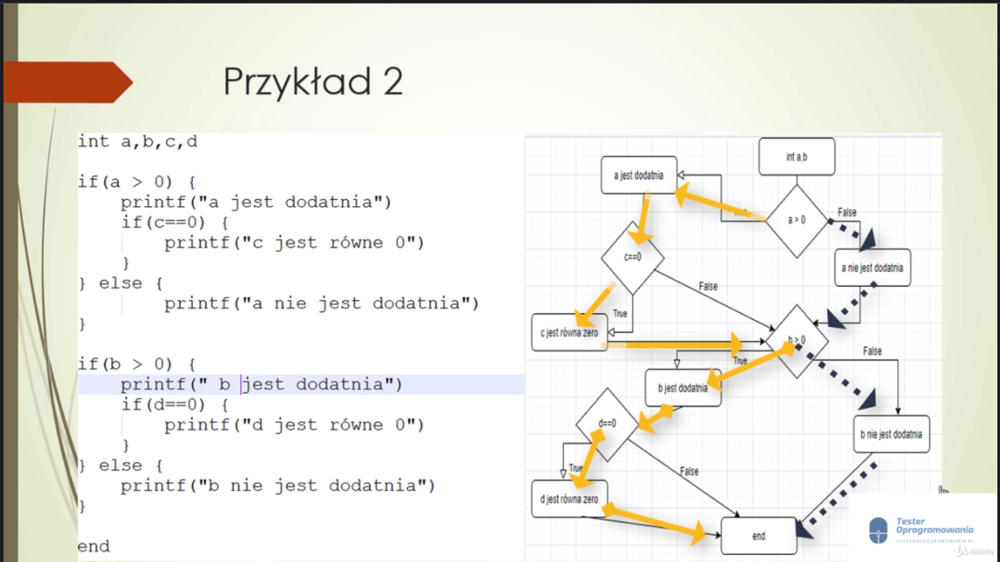 Przykład 2
int a,b,c,d
if(a > 0) {
printf("a jest dodatnia")
if(c==0) {
printf("c jest równe 0")
}
} else {
printf("a nie jest dodatnia")
}
if(b > 0) {
printf(" b jest dodatnia")
if(d==0) {
printf("d jest równe 0")
}
} else {
printf("b nie jest dodatnia")
}
end
int a,b
a jest dodatnia
a > 0
False
c==0
a nie jest dodatnia
False
True
c jest równa zero
b > 0
True
False
b jest dodatnia
d==0
b nie jest dodatnia
True
False
d jest równa zero
end
Tester
Oprogramowania
TESTEROPROGRAMOWANIA.PL
Udemy